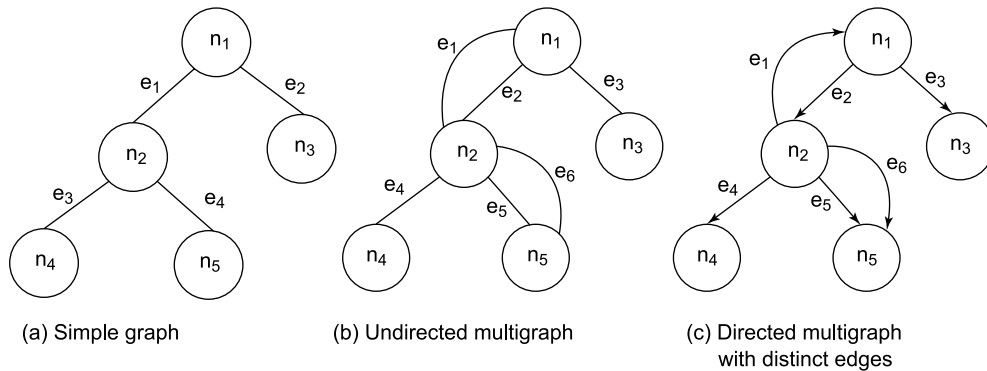 n1
e1
e2
n2
n3
e3
e4
n4
n5
(a) Simple graph
n1
e1
e2
e3
n2
n3
e4
e5
e6
n4
n5
(b) Undirected multigraph
n1
e1
e2
e3
n2
n3
e4
e5
e6
n4
n5
(c) Directed multigraph
with distinct edges